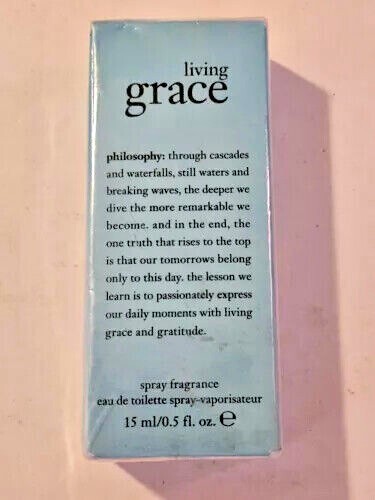 living
grace
philosophy: through cascades
and waterfalls, still waters and
breaking waves, the deeper we
dive the more remarkable we
become. and in the end, the
one truth that rises to the top
is that our tomorrows belong
only to this day. the lesson we
learn is to passionately express
our daily moments with living
grace and gratitude.
spray fragrance
eau de toilette spray-vaporisateur
15 ml/0.5 fl. oz. e